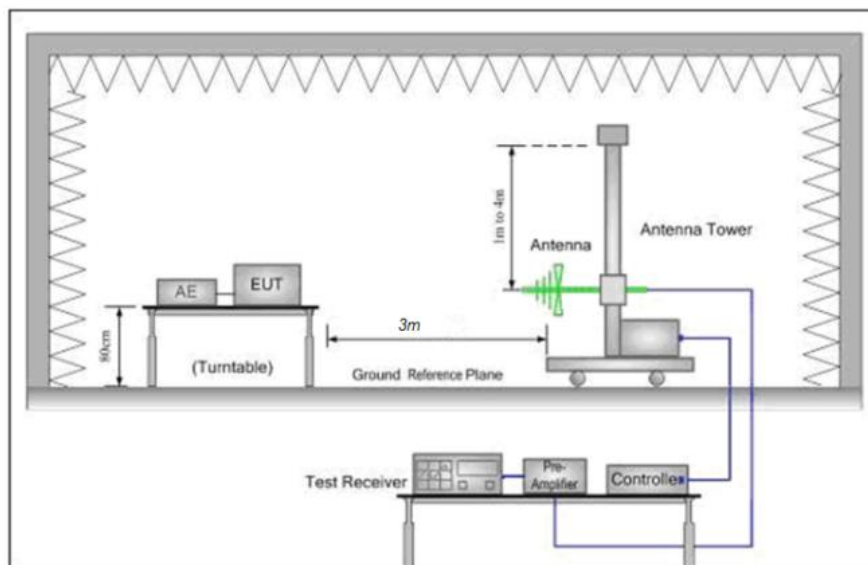 1m to 4m
Antenna
Antenna Tower
AE
EUT
80cm
3m
(Turntable)
Ground Reference Plane
Test Receiver
Pre-
Amplifier
Controller